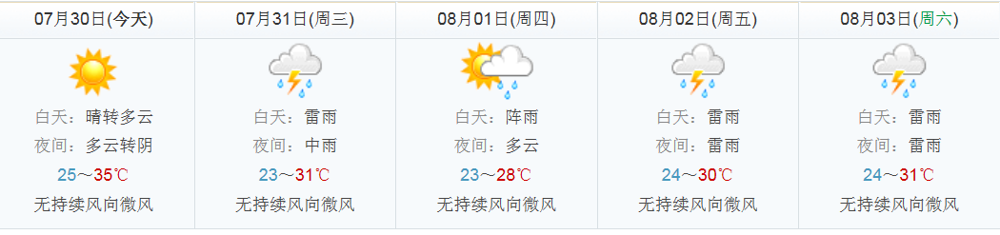 07月30日(今天)
白天：晴转多云
夜间：多云转阴
25～35℃
无持续风向微风
07月31日(周三)
白天：雷雨
夜间：中雨
23～31℃
无持续风向微风
08月01日(周四)
白天：阵雨
夜间：多云
23～28℃
无持续风向微风
08月02日(周五)
白天：雷雨
夜间：雷雨
24～30℃
无持续风向微风
08月03日(周六)
白天：雷雨
夜间：雷雨
24～31℃
无持续风向微风